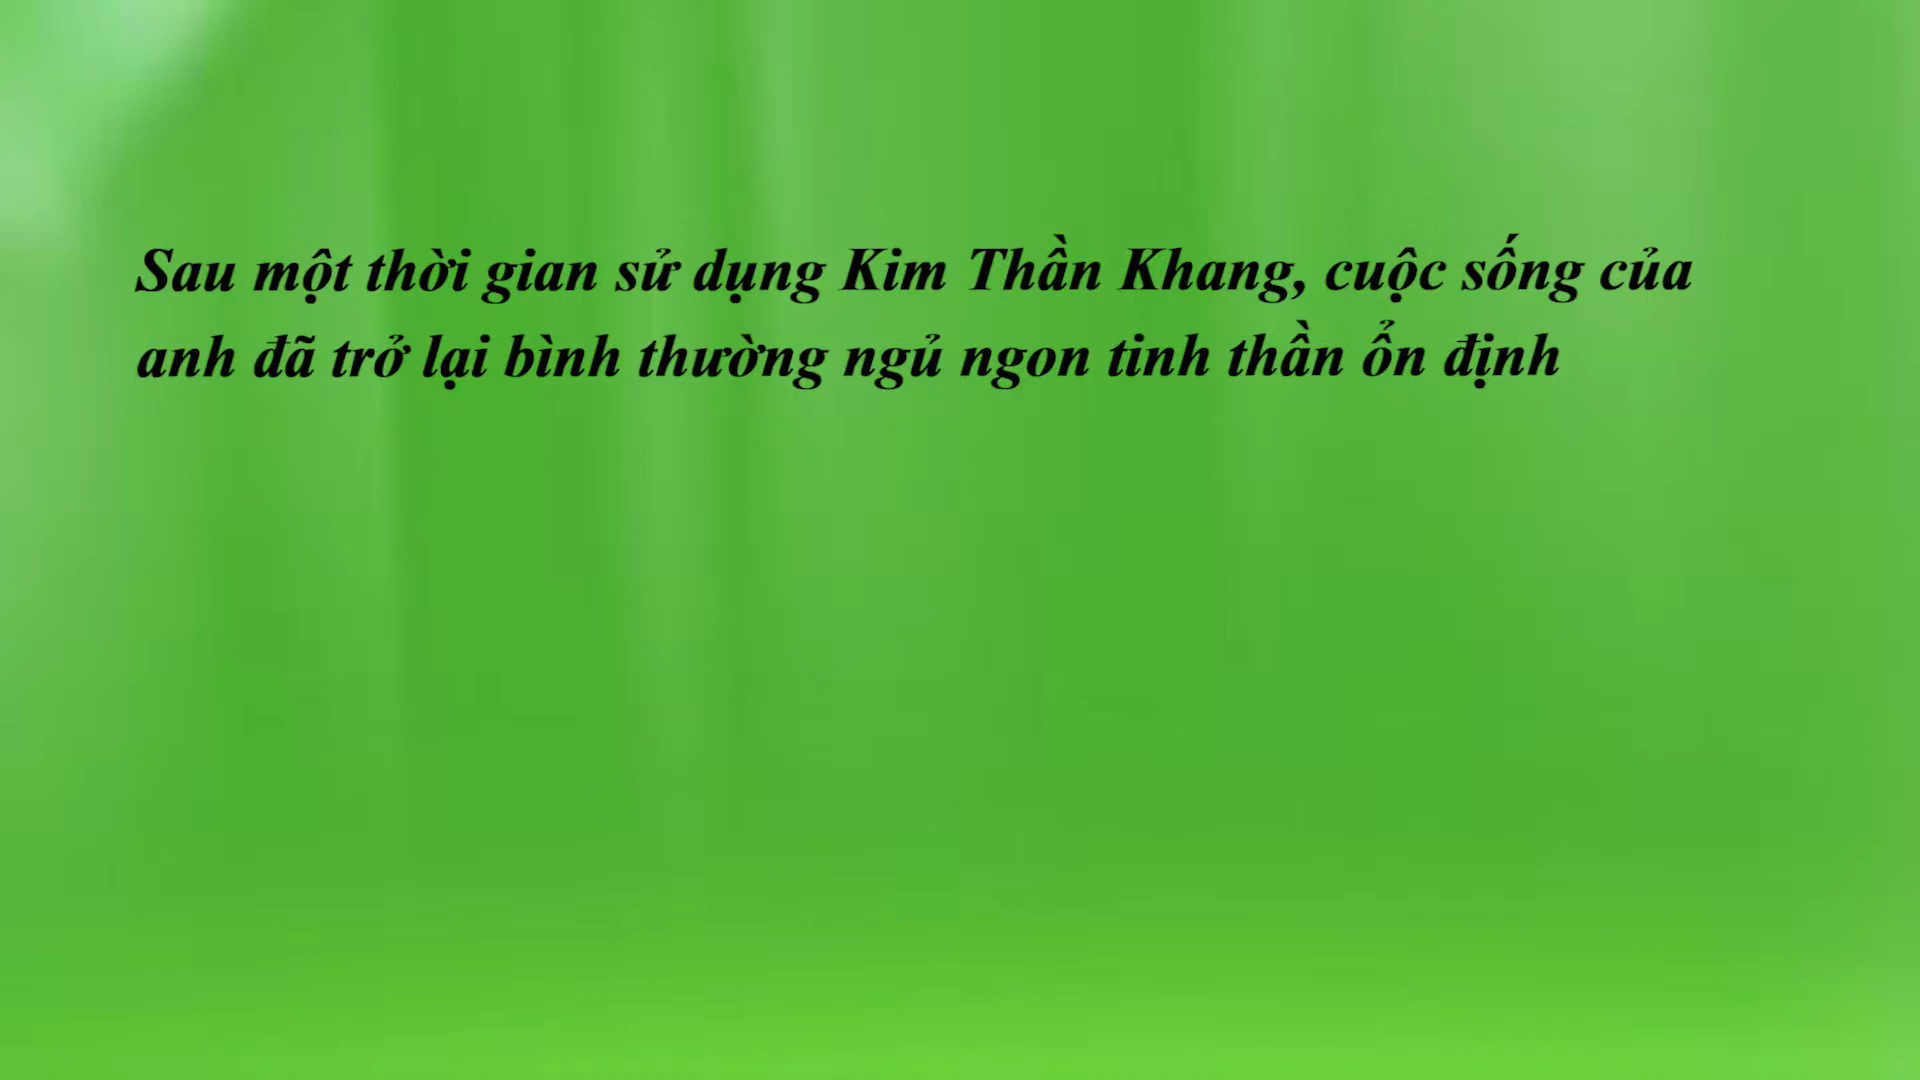 Sau một thời gian sử dụng Kim Thần Khang, cuộc sống của
anh đã trở lại bình thường ngủ ngon tinh thần ổn định